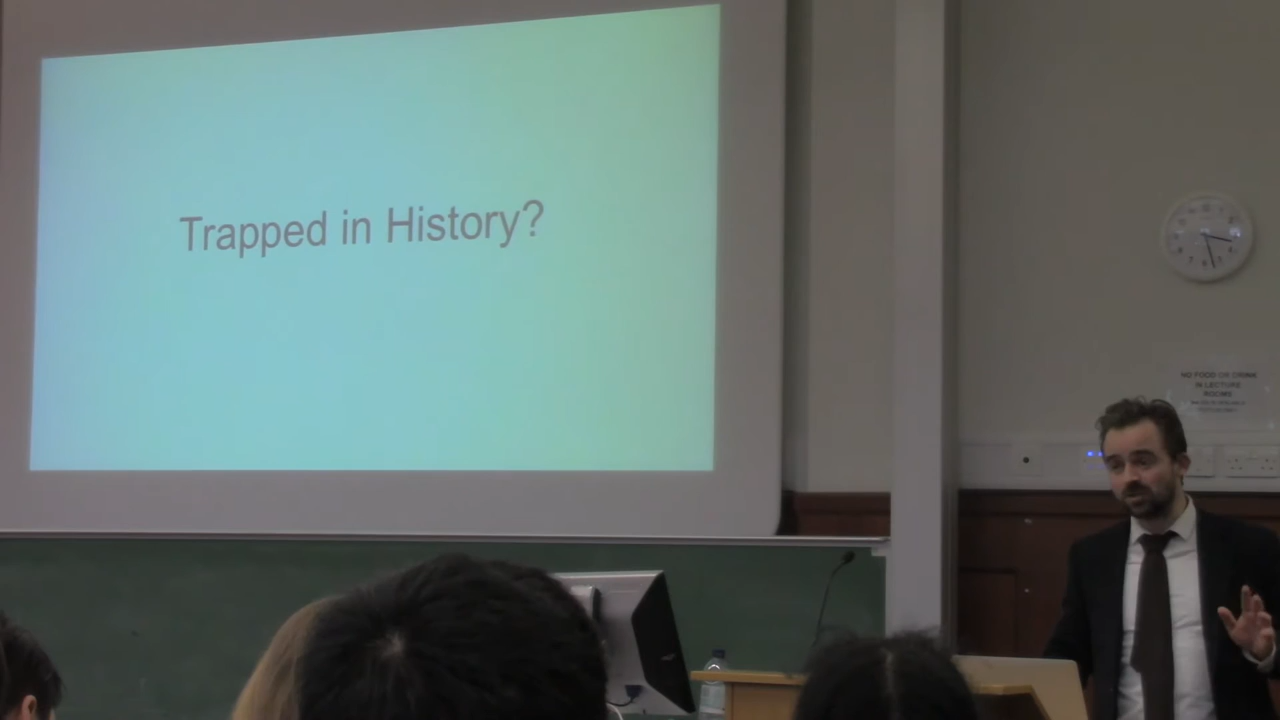 Trapped in History?
NO FOOD OR DRINK
IN LECTURE
ROOMS